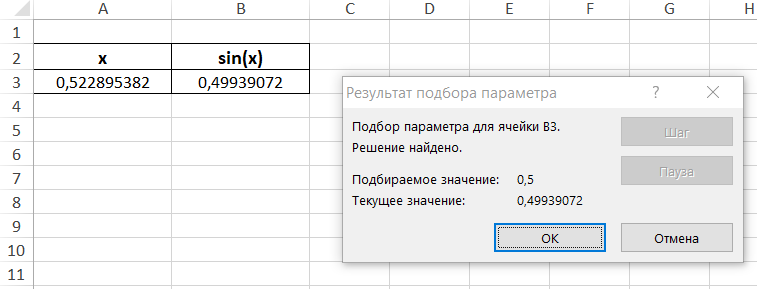 A B C D E F G H
1
2 x sin(x)
3 0,522895382 0,49939072
4
Результат подбора параметра ? ×
5
Подбор параметра для ячейки B3. Шаг
6
Решение найдено.
7
Пауза
Подбираемое значение: 0,5
8
Текущее значение: 0,49939072
9
ОК Отмена
10
11